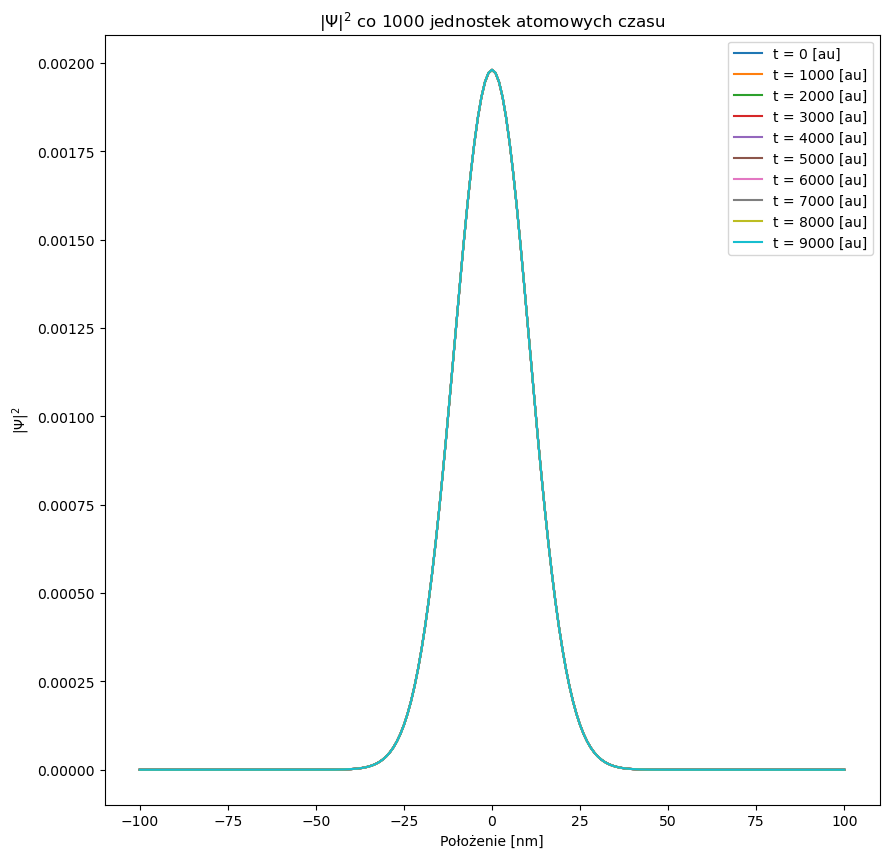 |Ψ|² co 1000 jednostek atomowych czasu
t = 0 [au]
t = 1000 [au]
t = 2000 [au]
t = 3000 [au]
t = 4000 [au]
t = 5000 [au]
t = 6000 [au]
t = 7000 [au]
t = 8000 [au]
t = 9000 [au]
0.00200
0.00175
0.00150
0.00125
0.00100
0.00075
0.00050
0.00025
0.00000
|Ψ|²
−100
−75
−50
−25
0
25
50
75
100
Położenie [nm]